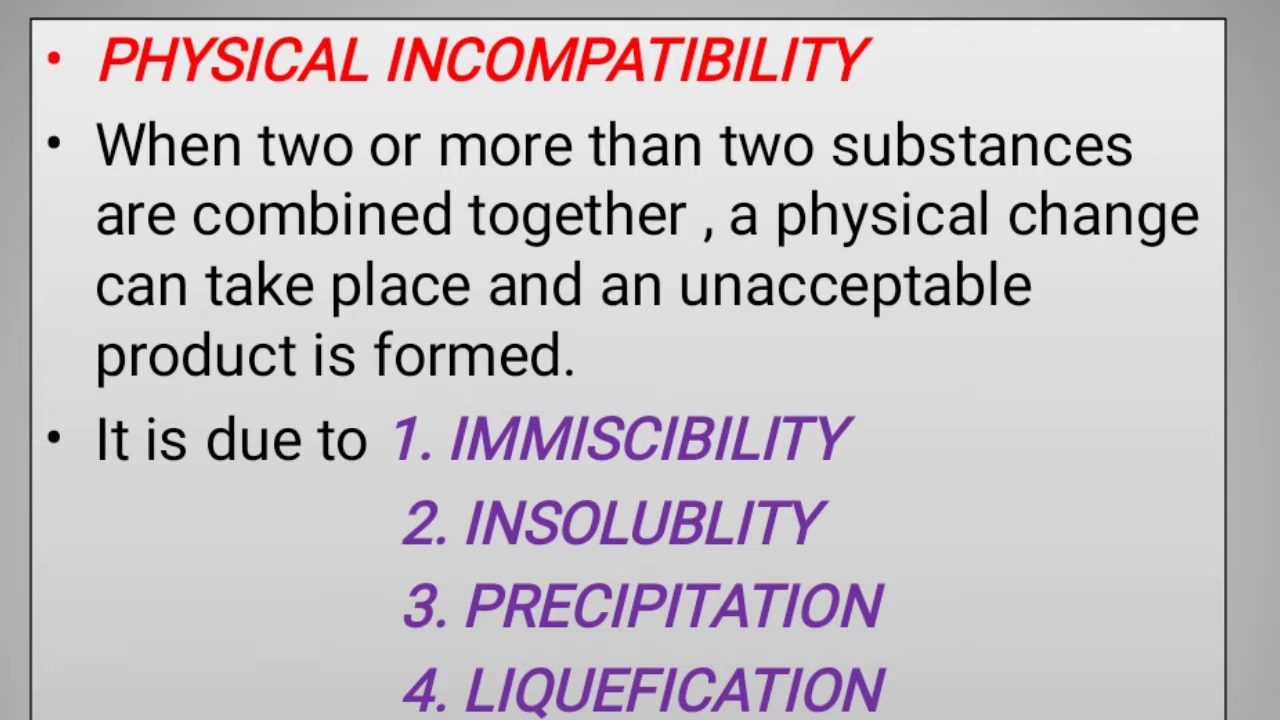 • PHYSICAL INCOMPATIBILITY
• When two or more than two substances
are combined together , a physical change
can take place and an unacceptable
product is formed.
• It is due to 1. IMMISCIBILITY
2. INSOLUBLITY
3. PRECIPITATION
4. LIQUEFICATION